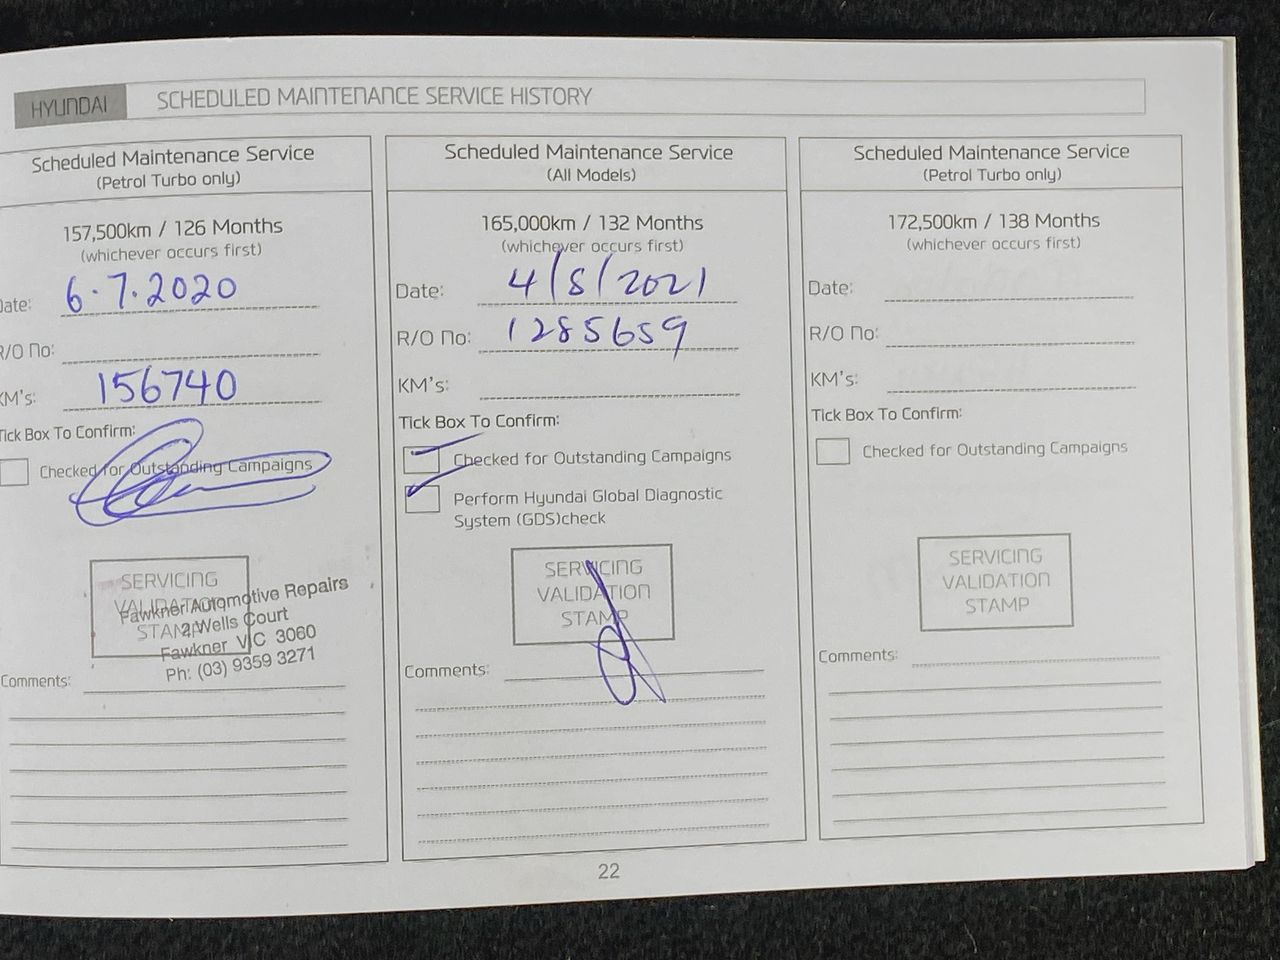 HYUNDAI SCHEDULED MAINTENANCE SERVICE HISTORY
Scheduled Maintenance Service
(Petrol Turbo only)
157,500km / 126 Months
(whichever occurs first)
Date: 6.7.2020
R/O No:
KM's: 156740
Tick Box To Confirm:
Checked for Outstanding Campaigns
SERVICING
VALIDATION
STAMP
Fawkner Automotive Repairs
2 Wells Court
Fawkner VIC 3060
Ph: (03) 9359 3271
Comments:
Scheduled Maintenance Service
(All Models)
165,000km / 132 Months
(whichever occurs first)
Date: 4/8/2021
R/O No: 1285659
KM's:
Tick Box To Confirm:
Checked for Outstanding Campaigns
Perform Hyundai Global Diagnostic
System (GDS)check
SERVICING
VALIDATION
STAMP
Comments:
Scheduled Maintenance Service
(Petrol Turbo only)
172,500km / 138 Months
(whichever occurs first)
Date:
R/O No:
KM's:
Tick Box To Confirm:
Checked for Outstanding Campaigns
SERVICING
VALIDATION
STAMP
Comments:
22